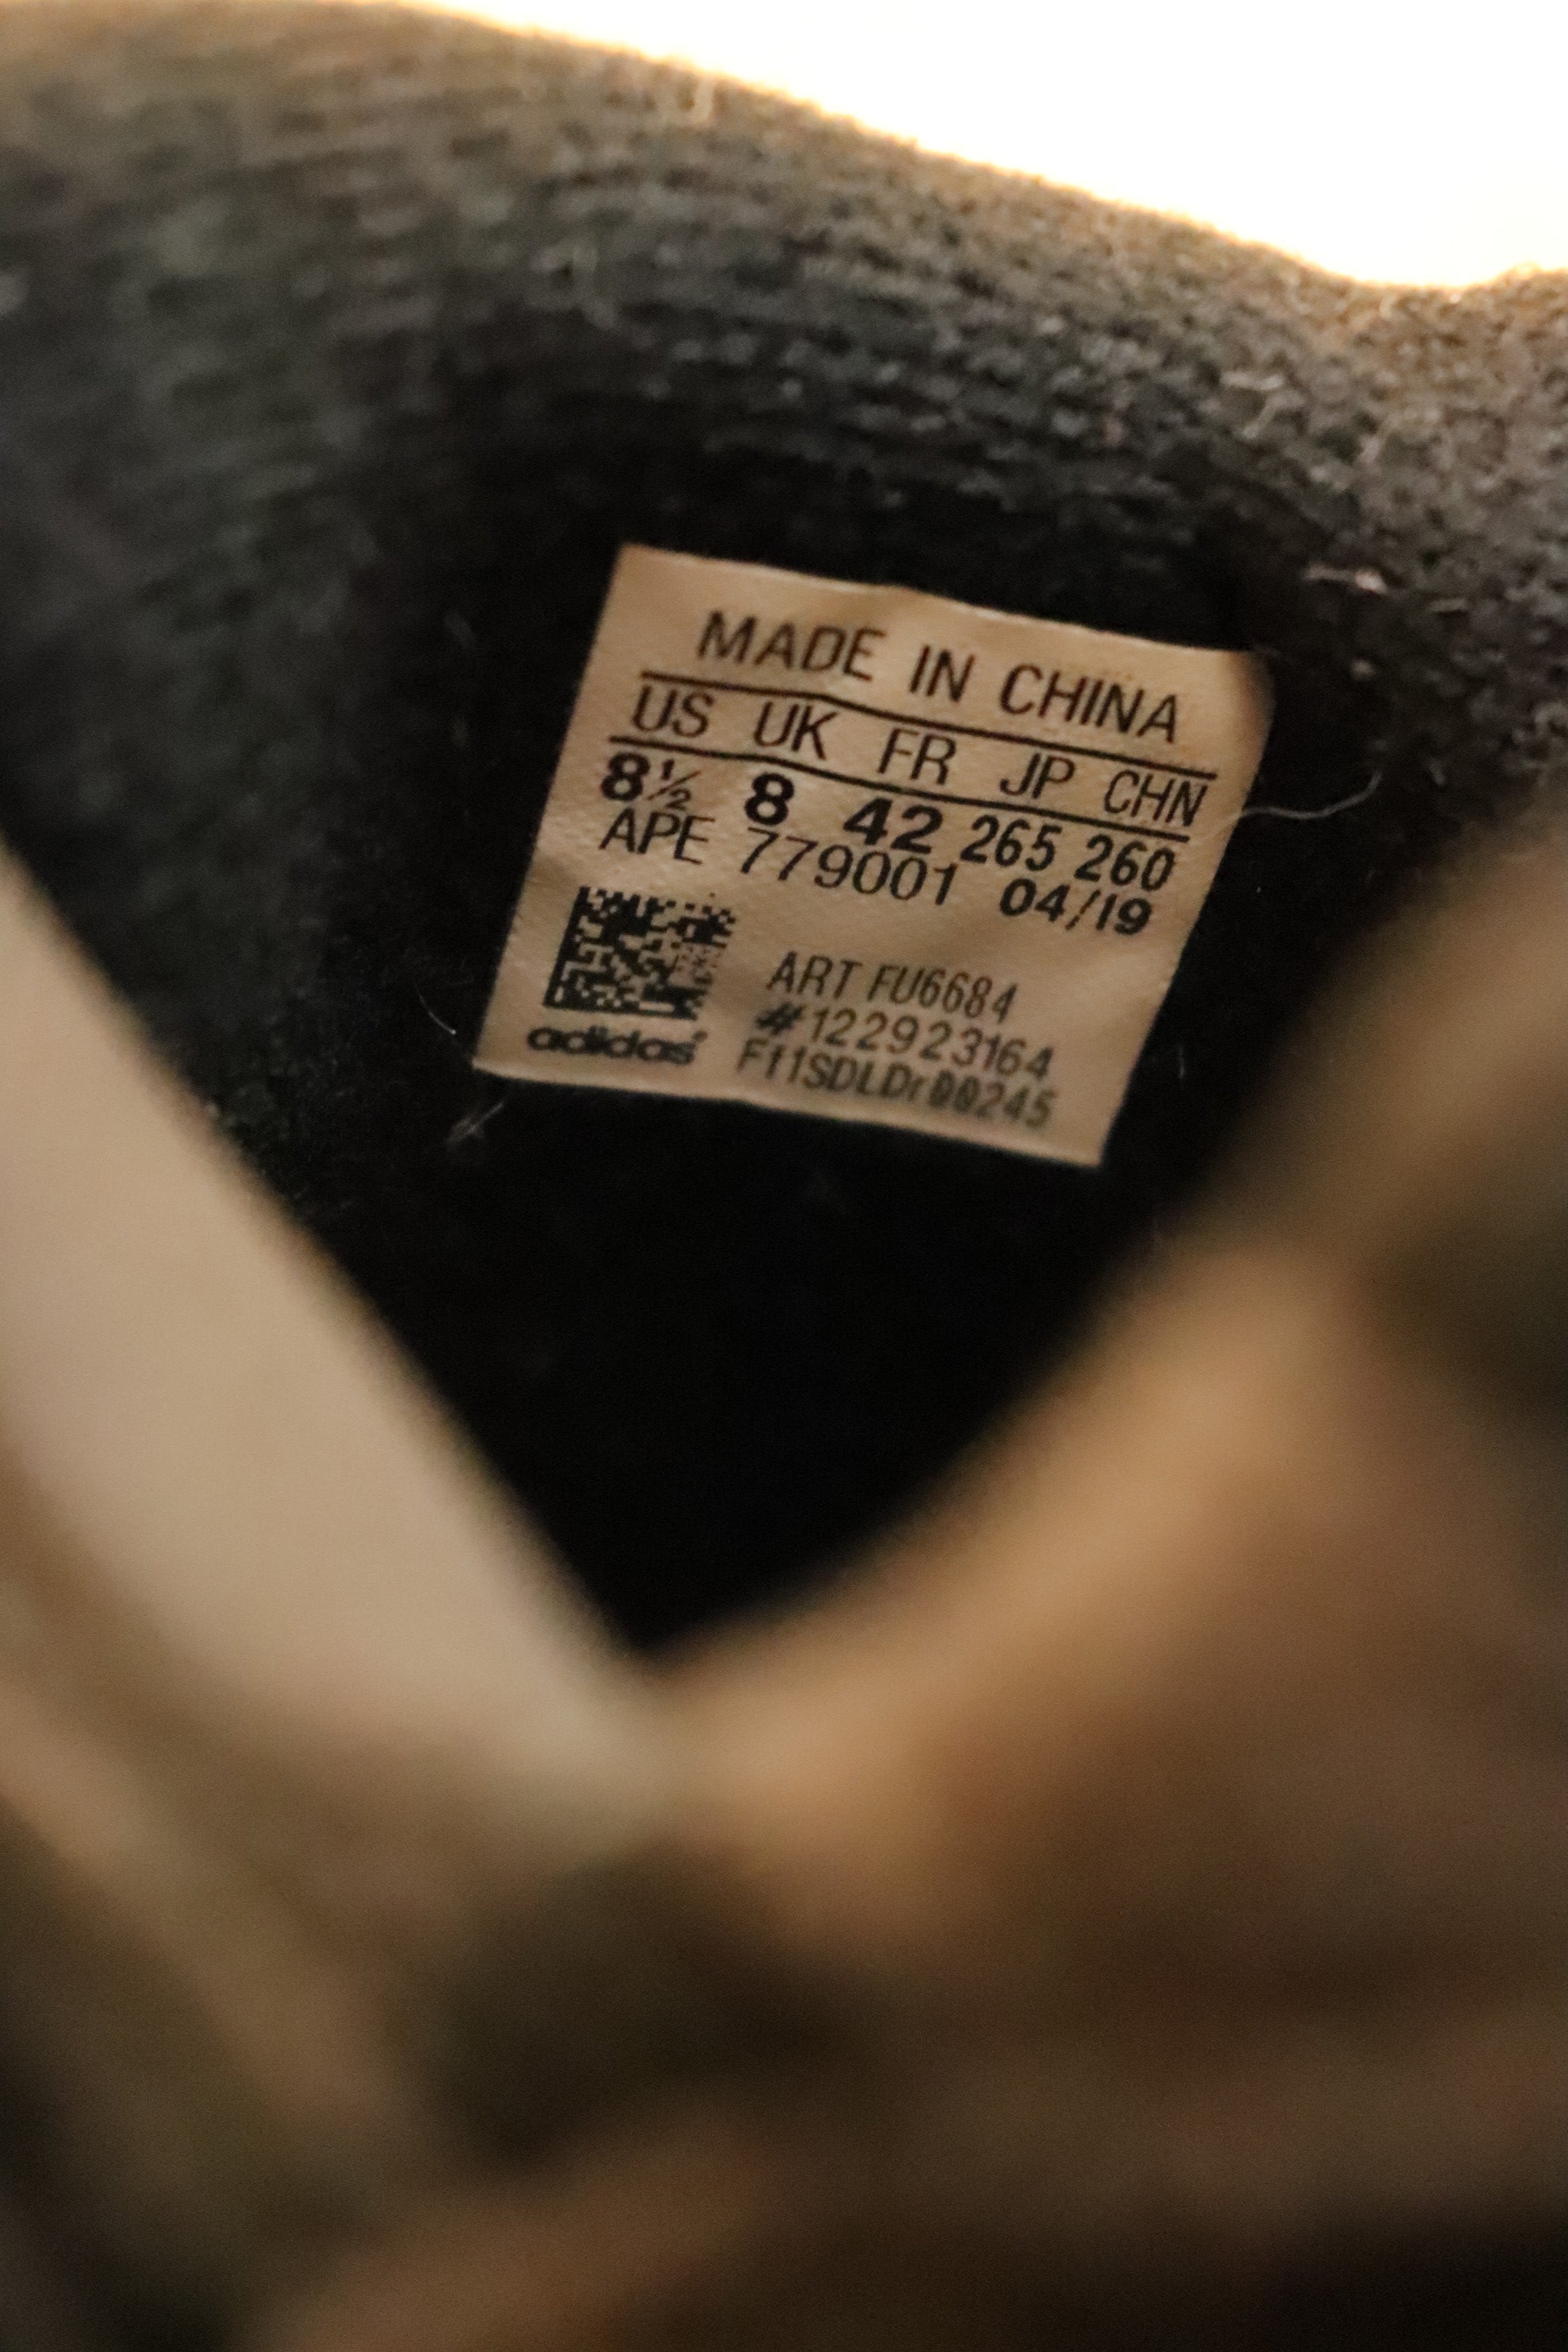 MADE IN CHINA
US UK FR JP CHN
8½ 8 42 265 260
APE 779001 04/19
ART FU6684
#122923164
adidas